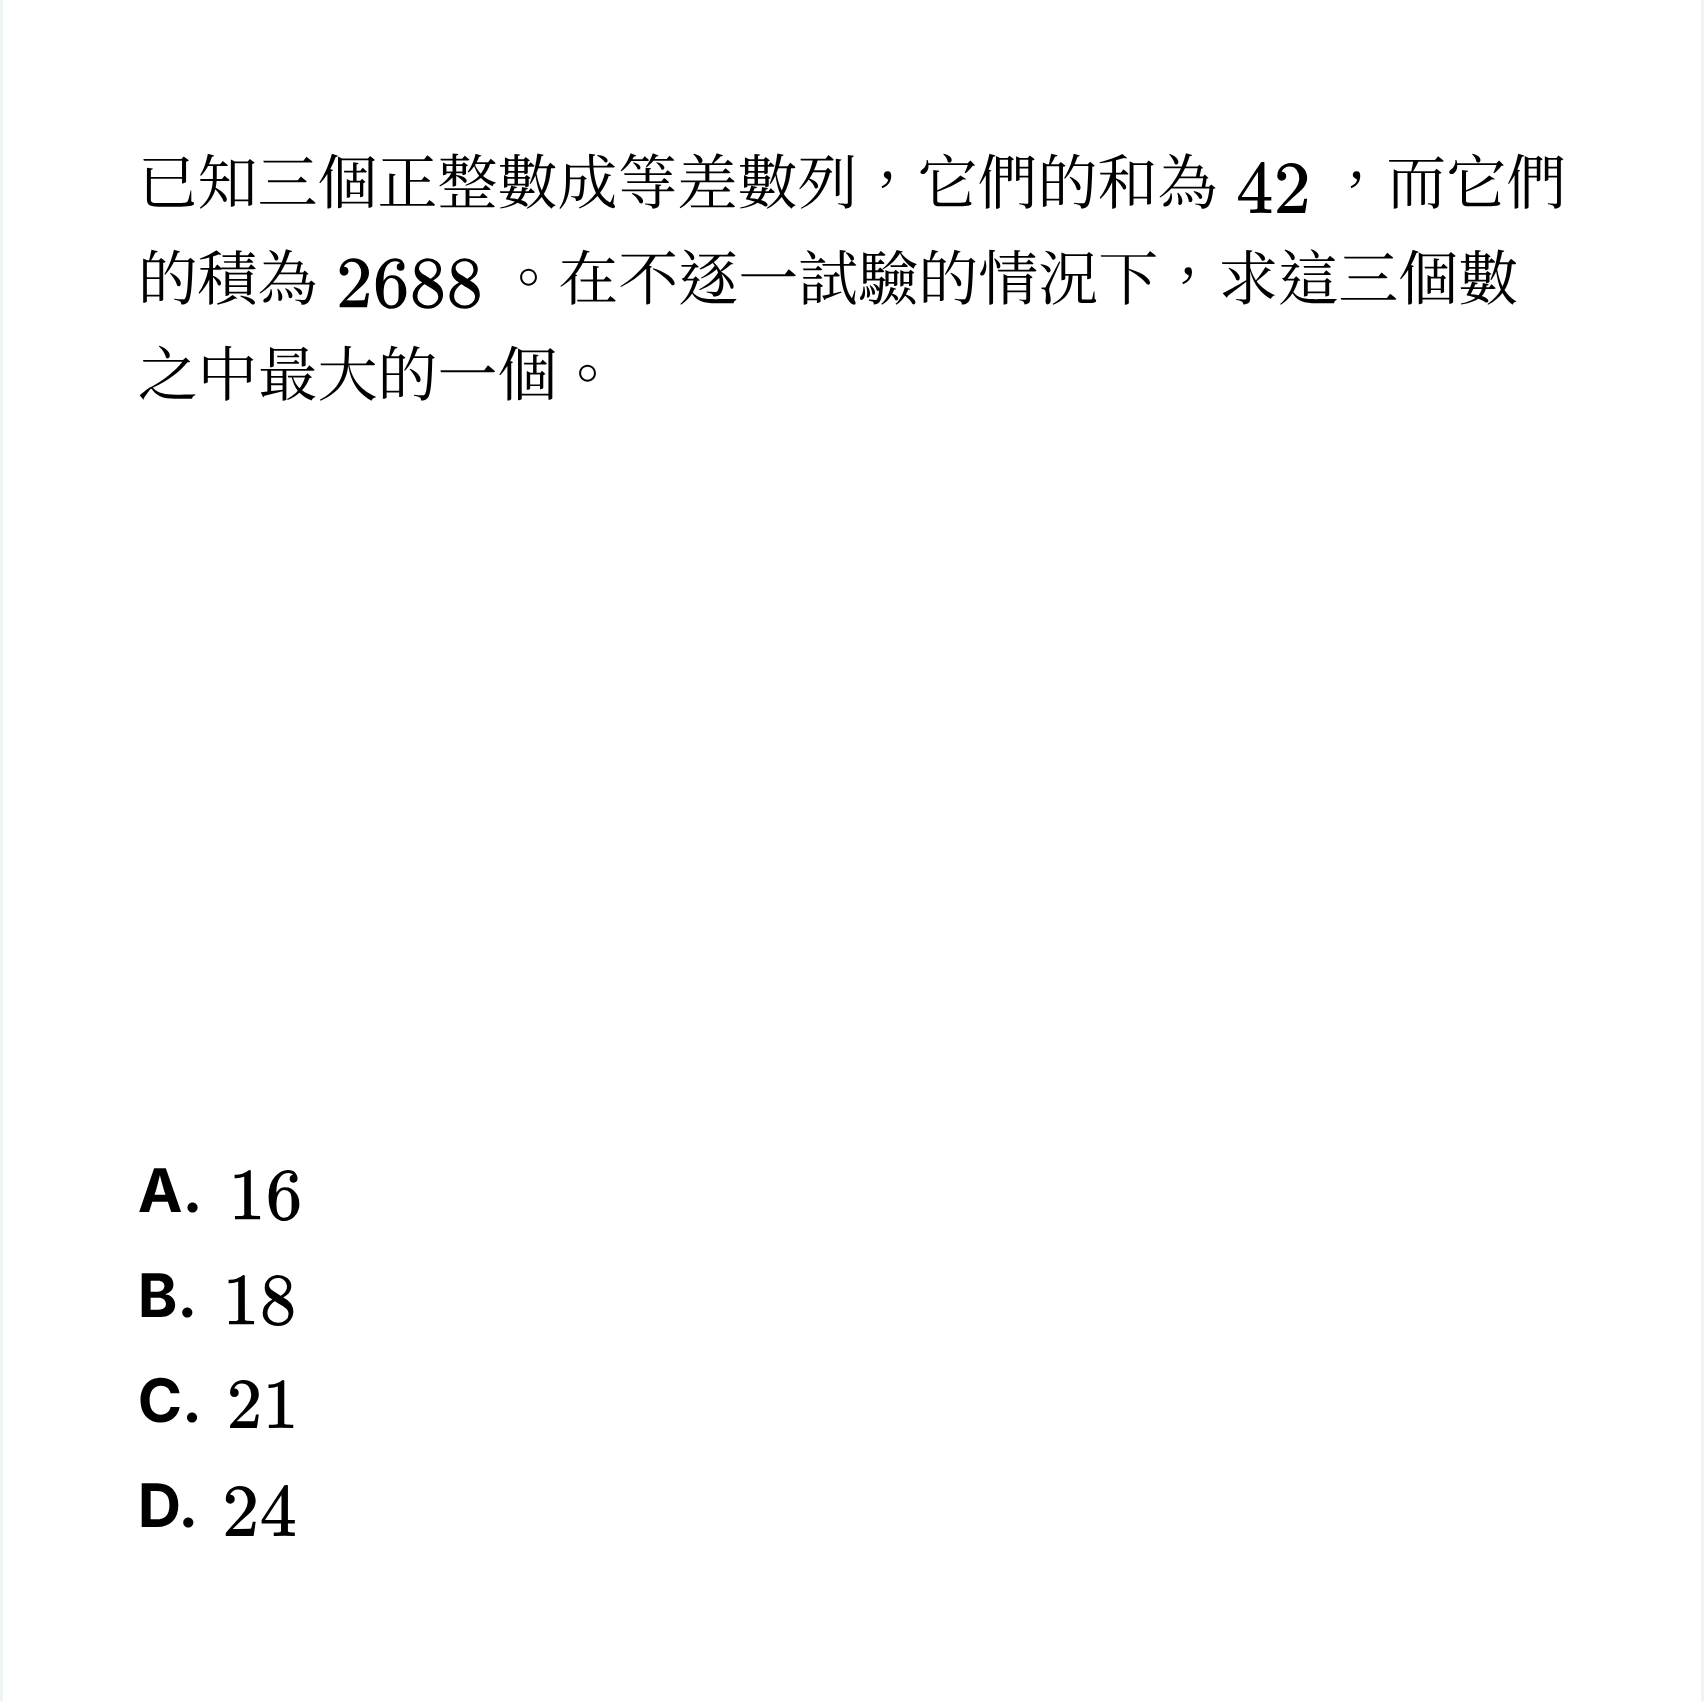 已知三個正整數成等差數列，它們的和為 42 ，而它們
的積為 2688 。在不逐一試驗的情況下，求這三個數
之中最大的一個。
A. 16
B. 18
C. 21
D. 24